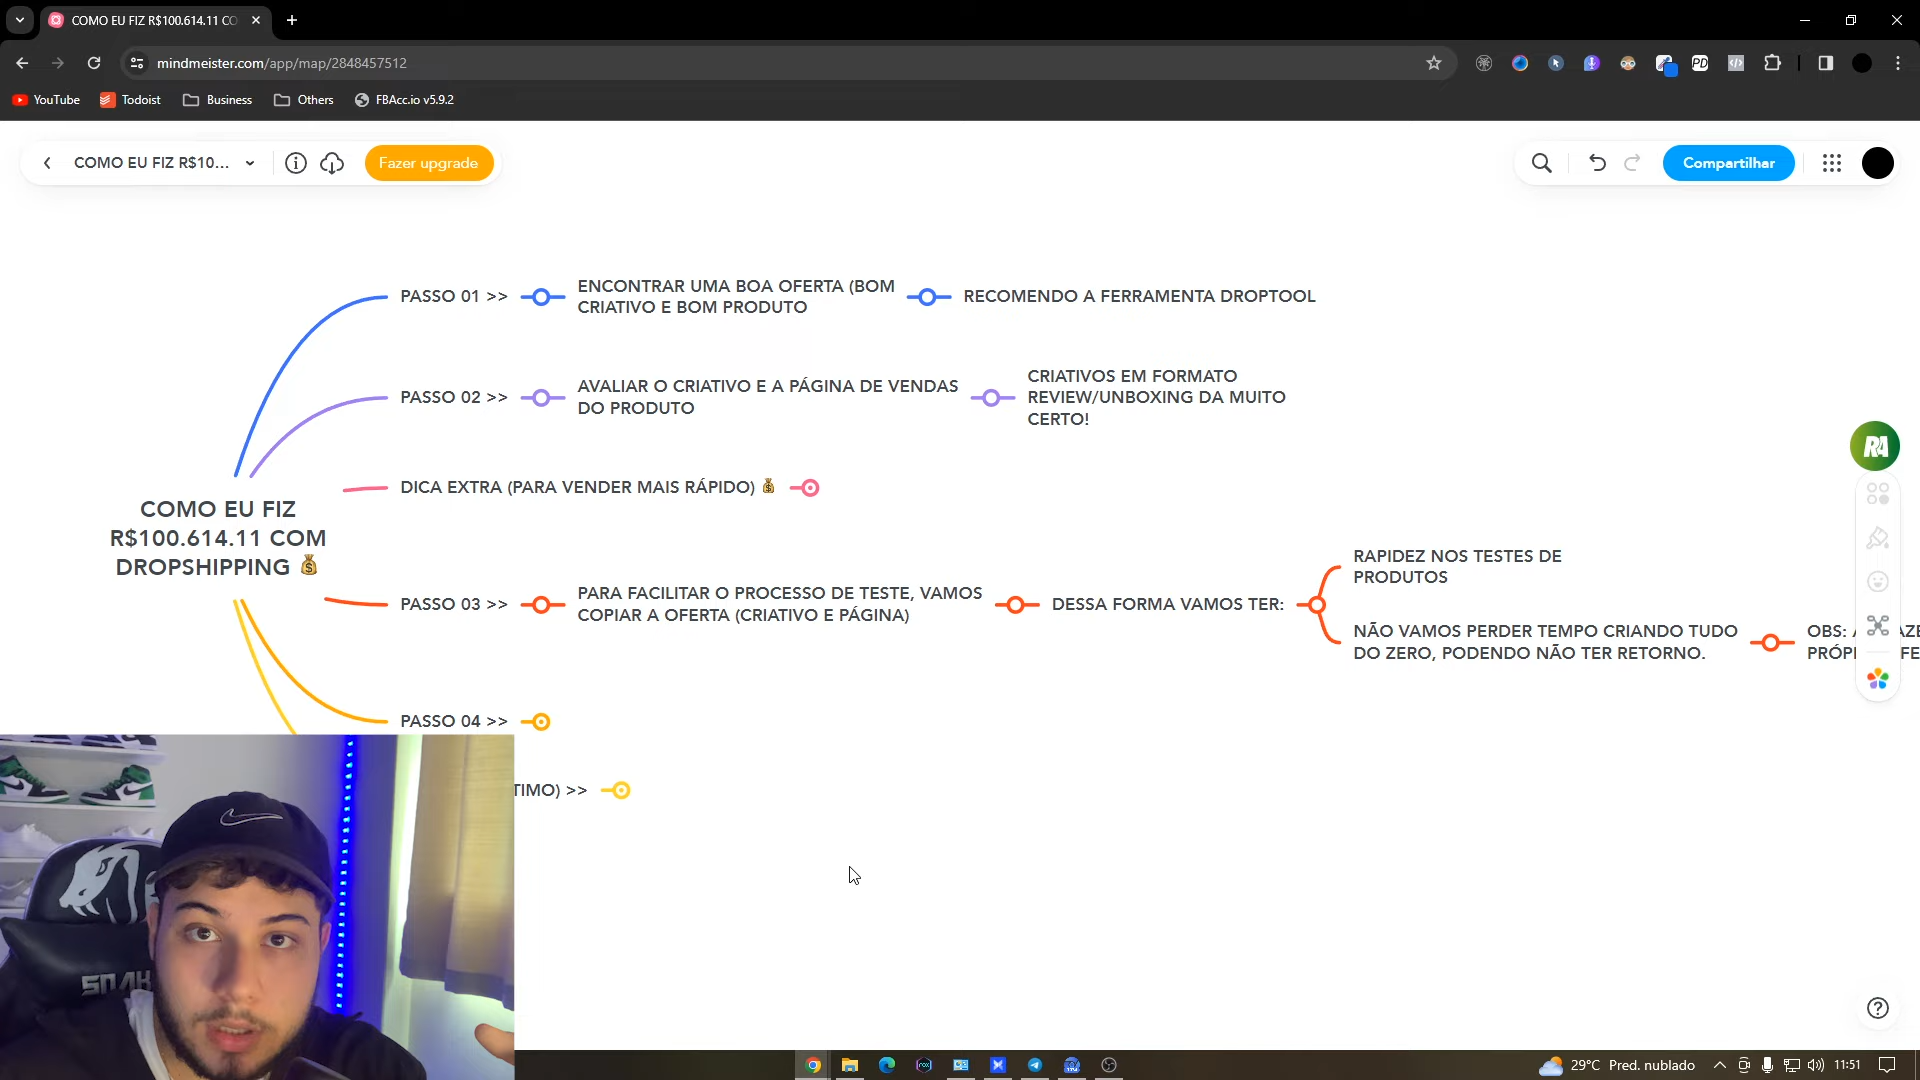 COMO EU FIZ R$100.614.11 CO
mindmeister.com/app/map/2848457512
YouTube
Todoist
Business
Others
FBAcc.io v5.9.2
COMO EU FIZ R$10...
Fazer upgrade
Compartilhar
PASSO 01 >>
ENCONTRAR UMA BOA OFERTA (BOM
CRIATIVO E BOM PRODUTO
RECOMENDO A FERRAMENTA DROPTOOL
PASSO 02 >>
AVALIAR O CRIATIVO E A PÁGINA DE VENDAS
DO PRODUTO
CRIATIVOS EM FORMATO
REVIEW/UNBOXING DA MUITO
CERTO!
DICA EXTRA (PARA VENDER MAIS RÁPIDO) 💰
COMO EU FIZ
R$100.614.11 COM
DROPSHIPPING 💰
PASSO 03 >>
PARA FACILITAR O PROCESSO DE TESTE, VAMOS
COPIAR A OFERTA (CRIATIVO E PÁGINA)
DESSA FORMA VAMOS TER:
RAPIDEZ NOS TESTES DE
PRODUTOS
NÃO VAMOS PERDER TEMPO CRIANDO TUDO
DO ZERO, PODENDO NÃO TER RETORNO.
OBS:
PASSO 04 >>
TIMO) >>
RA
PD
29°C Pred. nublado
11:51